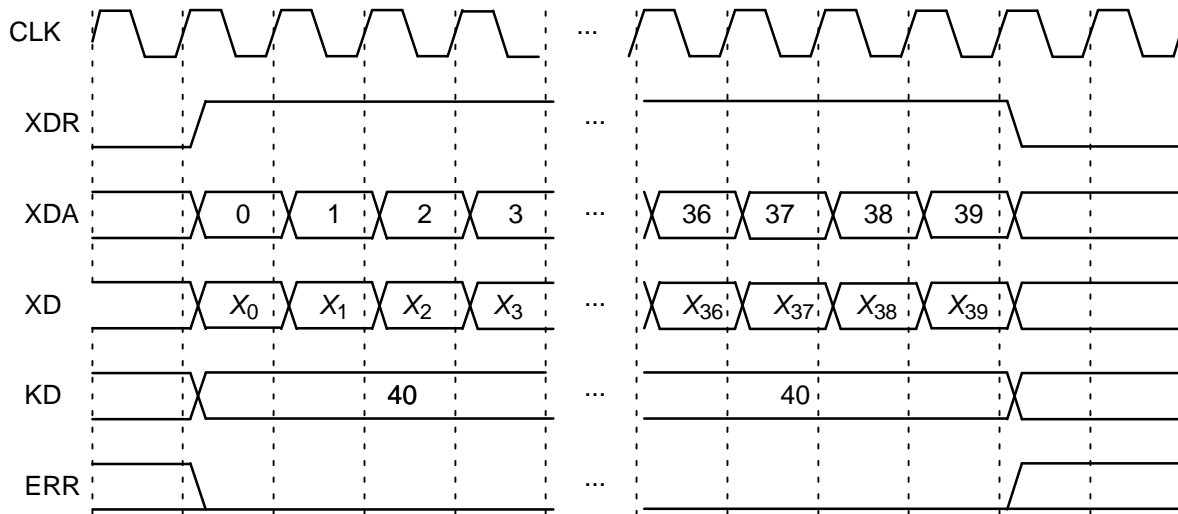 CLK ...
XDR ...
XDA 0 1 2 3 ... 36 37 38 39
XD X0 X1 X2 X3 ... X36 X37 X38 X39
KD 40 ... 40
ERR ...